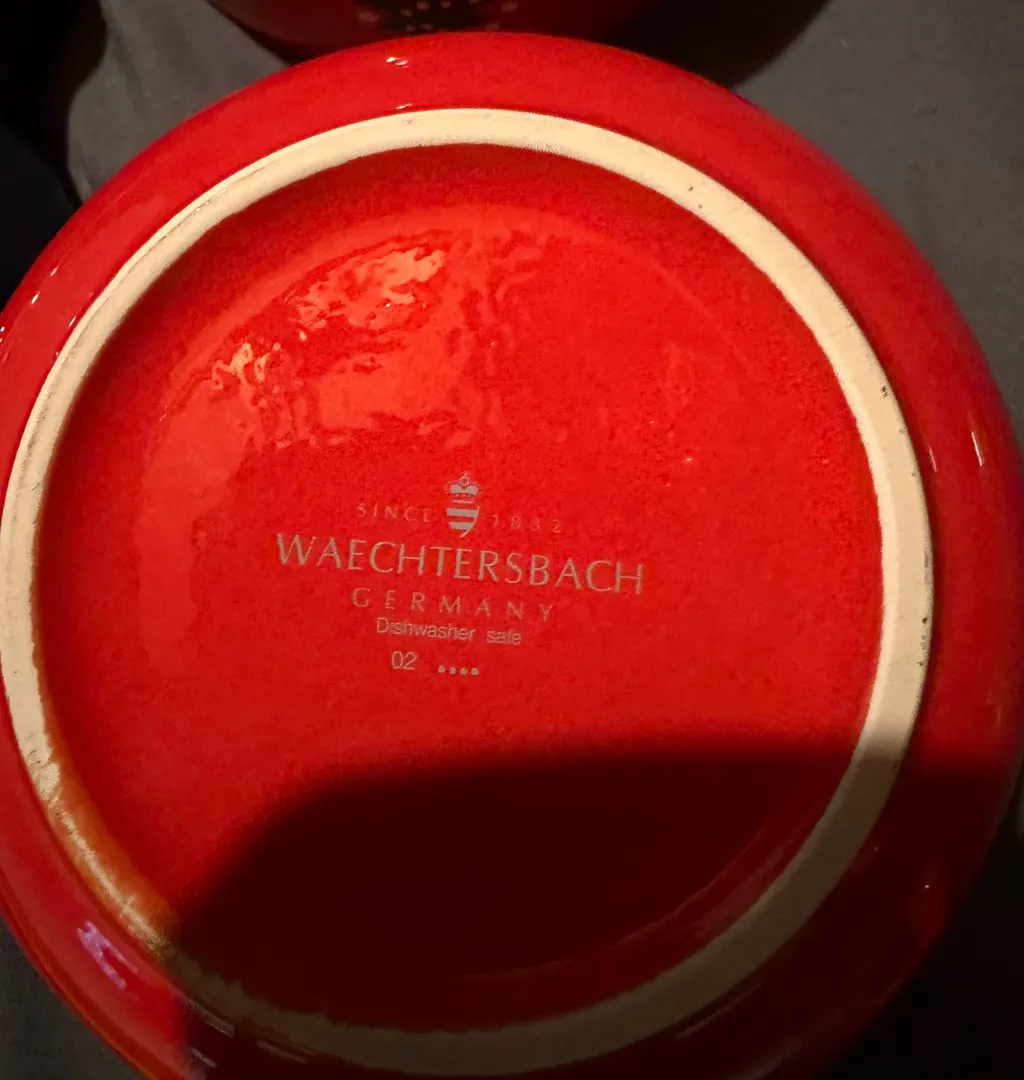 SINCE 1832
WAECHTERSBACH
GERMANY
Dishwasher safe
02 ....